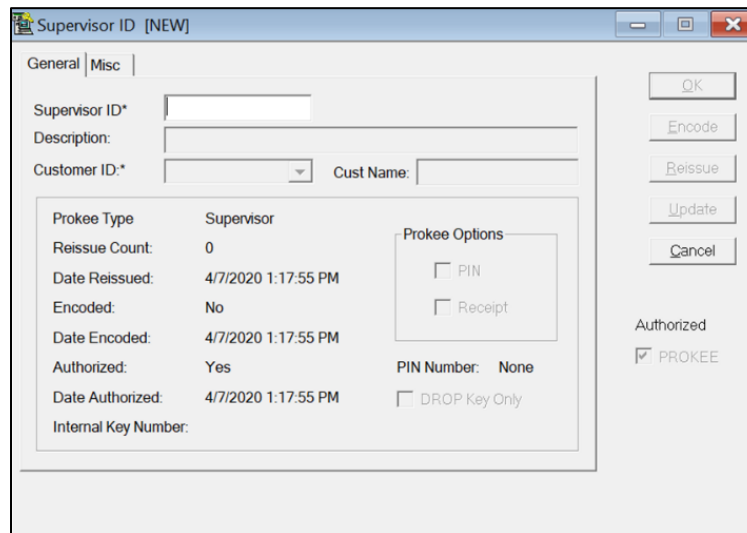 Supervisor ID [NEW]
General Misc
Supervisor ID*
Description:
Customer ID:* Cust Name:
Prokee Type Supervisor
Reissue Count: 0
Date Reissued: 4/7/2020 1:17:55 PM
Encoded: No
Date Encoded: 4/7/2020 1:17:55 PM
Authorized: Yes
Date Authorized: 4/7/2020 1:17:55 PM
Internal Key Number:
Prokee Options
PIN
Receipt
PIN Number: None
DROP Key Only
OK
Encode
Reissue
Update
Cancel
Authorized
PROKEE